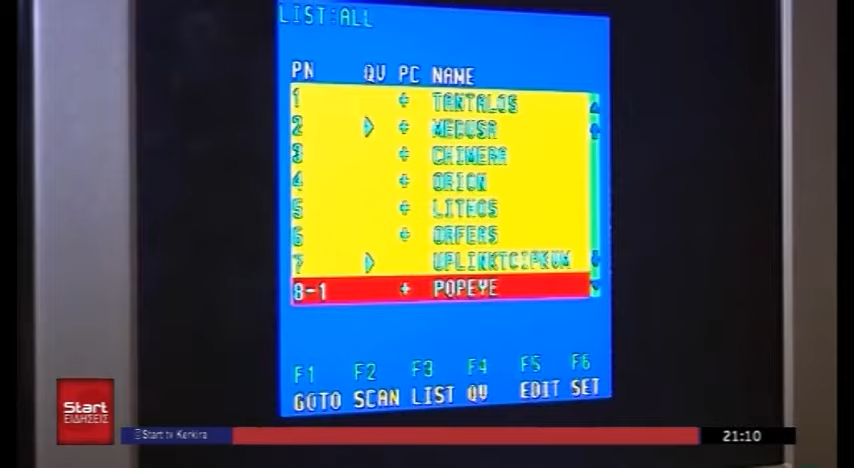 LIST:ALL
PN QV PC NAME
1 + TANTALOS
2 + MEDUSA
3 + CHIMERA
4 + ORION
5 + LITHOS
6 + ORFEAS
7 UPLINKTCIPKUM
8-1 + POPEYE
F1 F2 F3 F4 F5 F6
GOTO SCAN LIST QV EDIT SET
Start
ΕΙΔΗΣΕΙΣ
Start tv Kerkira
21:10